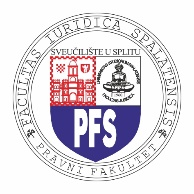 FACULTAS IURIDICA SPALATENSIS
SVEUČILIŠTE U SPLITU
PFS
PRAVNI FAKULTET